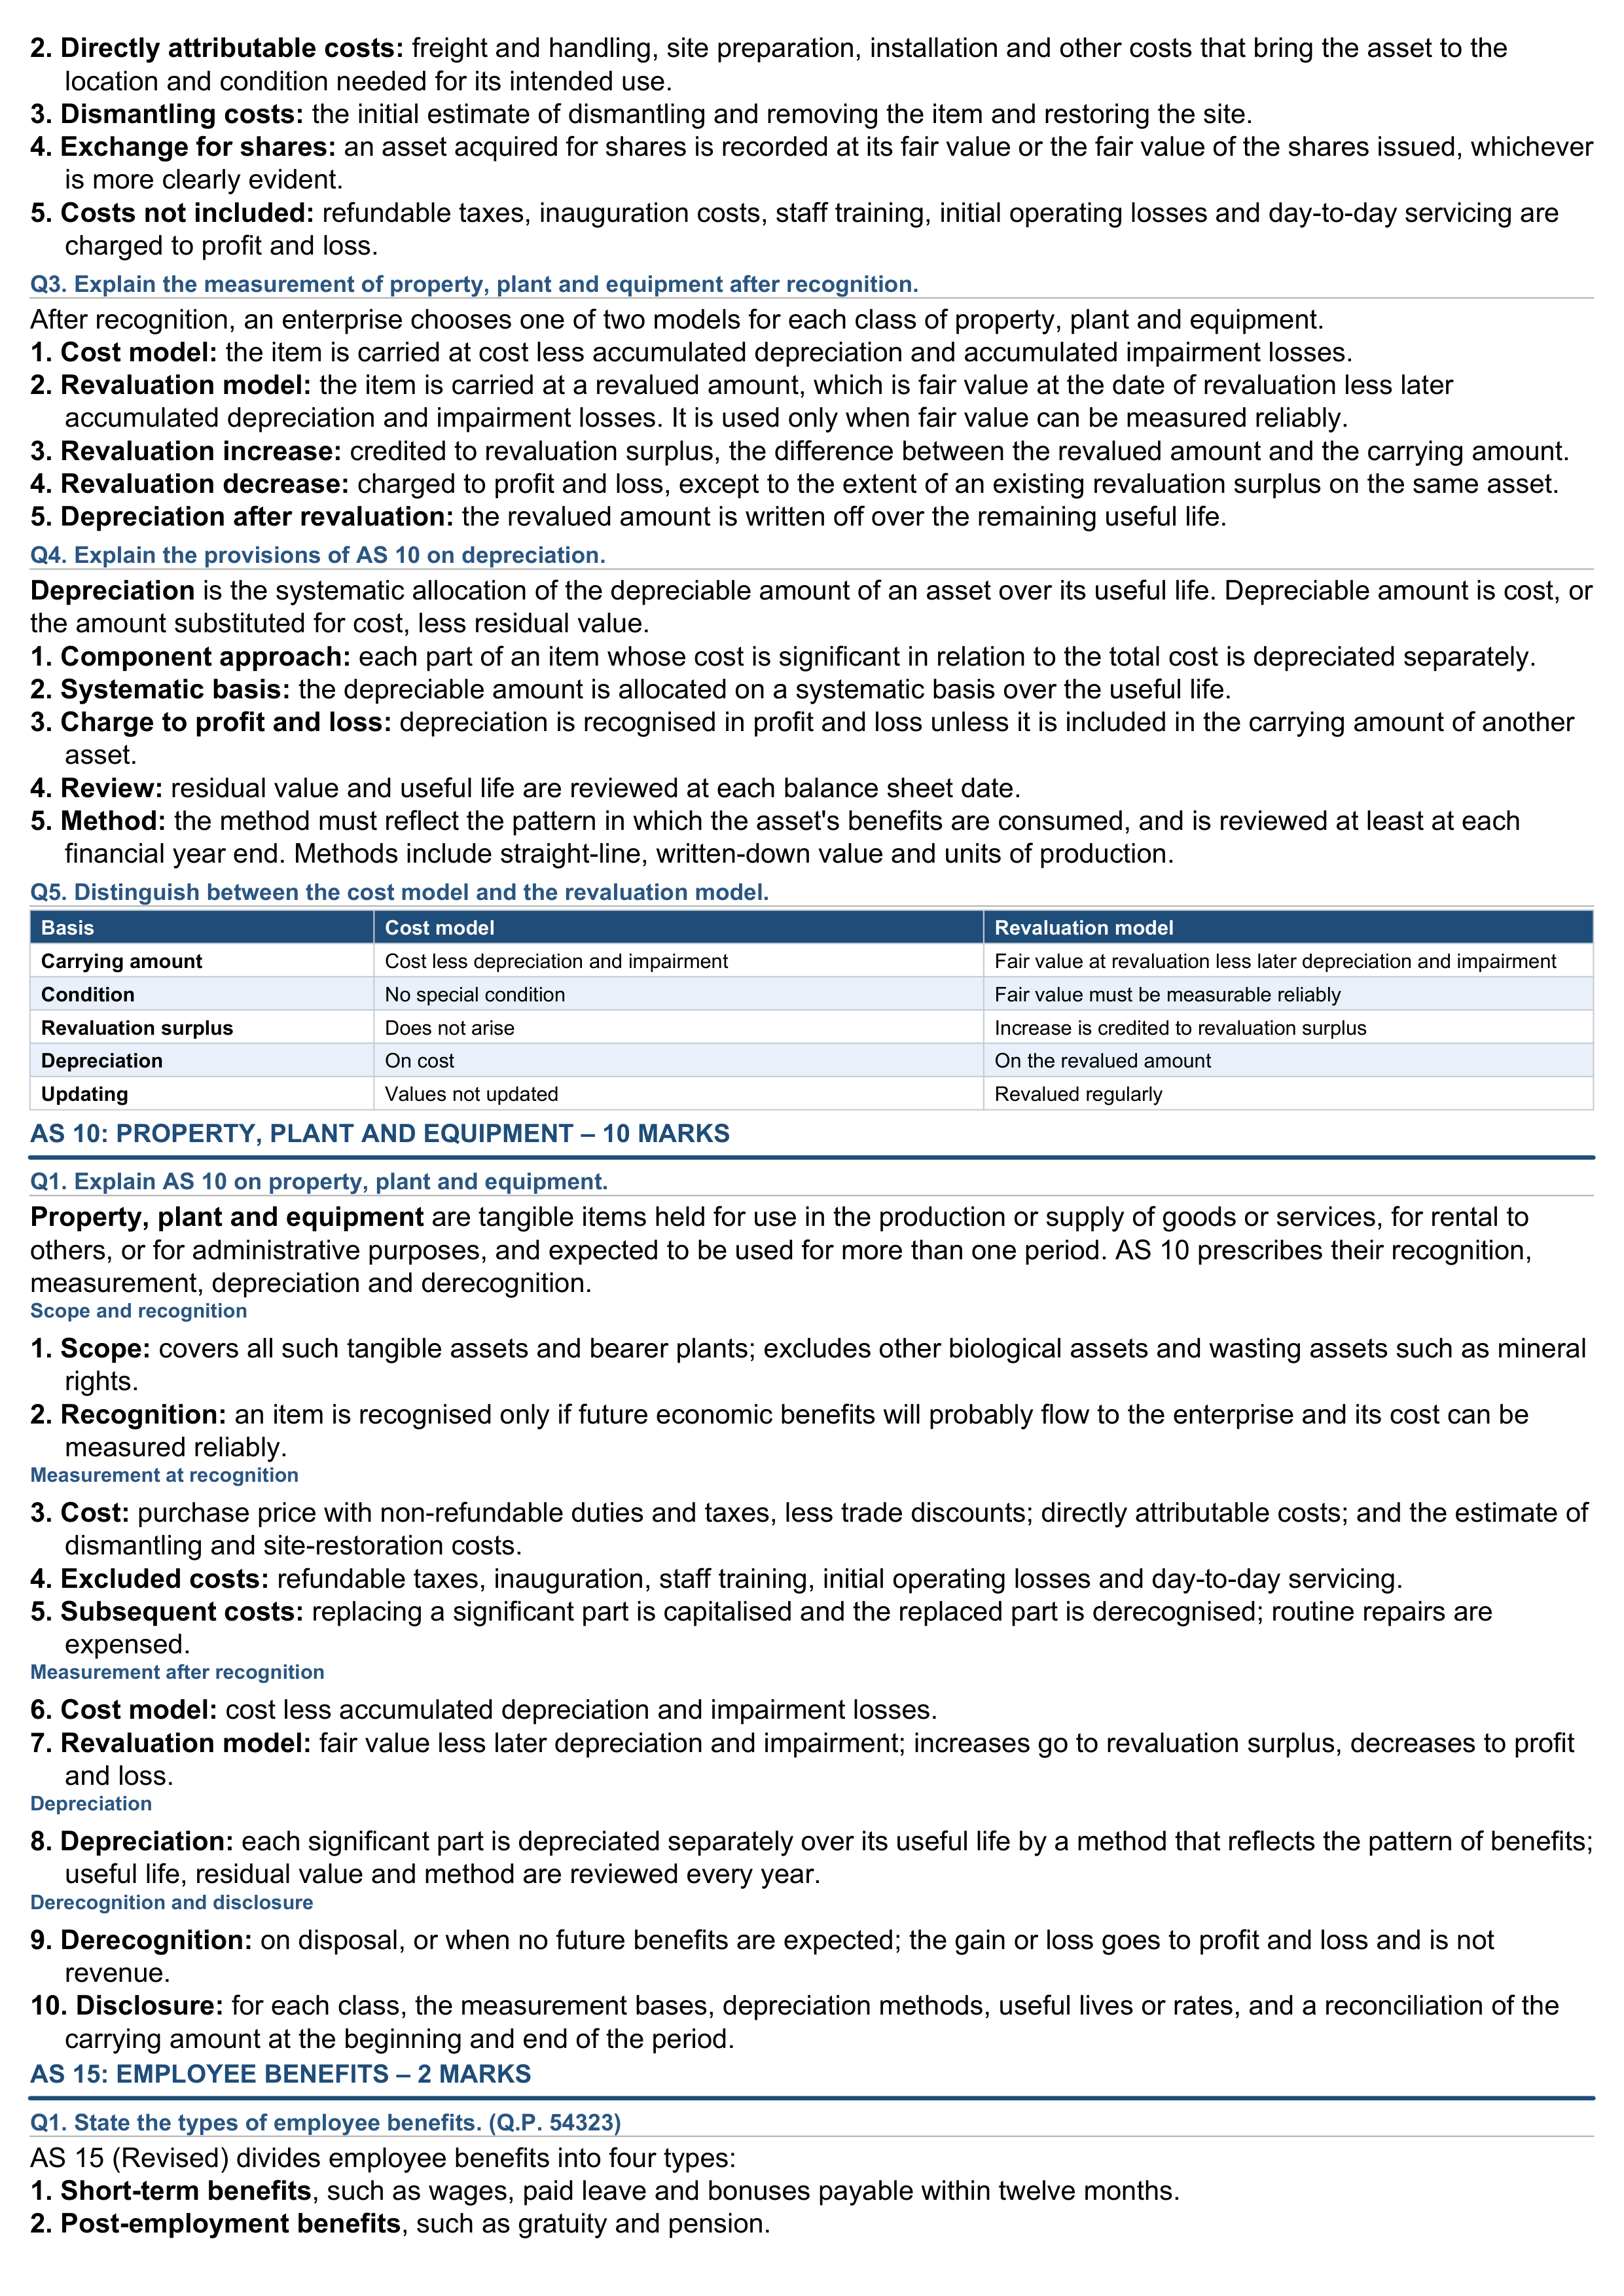 2. Directly attributable costs: freight and handling, site preparation, installation and other costs that bring the asset to the
location and condition needed for its intended use.
3. Dismantling costs: the initial estimate of dismantling and removing the item and restoring the site.
4. Exchange for shares: an asset acquired for shares is recorded at its fair value or the fair value of the shares issued, whichever
is more clearly evident.
5. Costs not included: refundable taxes, inauguration costs, staff training, initial operating losses and day-to-day servicing are
charged to profit and loss.
Q3. Explain the measurement of property, plant and equipment after recognition.
After recognition, an enterprise chooses one of two models for each class of property, plant and equipment.
1. Cost model: the item is carried at cost less accumulated depreciation and accumulated impairment losses.
2. Revaluation model: the item is carried at a revalued amount, which is fair value at the date of revaluation less later
accumulated depreciation and impairment losses. It is used only when fair value can be measured reliably.
3. Revaluation increase: credited to revaluation surplus, the difference between the revalued amount and the carrying amount.
4. Revaluation decrease: charged to profit and loss, except to the extent of an existing revaluation surplus on the same asset.
5. Depreciation after revaluation: the revalued amount is written off over the remaining useful life.
Q4. Explain the provisions of AS 10 on depreciation.
Depreciation is the systematic allocation of the depreciable amount of an asset over its useful life. Depreciable amount is cost, or
the amount substituted for cost, less residual value.
1. Component approach: each part of an item whose cost is significant in relation to the total cost is depreciated separately.
2. Systematic basis: the depreciable amount is allocated on a systematic basis over the useful life.
3. Charge to profit and loss: depreciation is recognised in profit and loss unless it is included in the carrying amount of another
asset.
4. Review: residual value and useful life are reviewed at each balance sheet date.
5. Method: the method must reflect the pattern in which the asset's benefits are consumed, and is reviewed at least at each
financial year end. Methods include straight-line, written-down value and units of production.
Q5. Distinguish between the cost model and the revaluation model.
Basis Cost model Revaluation model
Carrying amount Cost less depreciation and impairment Fair value at revaluation less later depreciation and impairment
Condition No special condition Fair value must be measurable reliably
Revaluation surplus Does not arise Increase is credited to revaluation surplus
Depreciation On cost On the revalued amount
Updating Values not updated Revalued regularly
AS 10: PROPERTY, PLANT AND EQUIPMENT – 10 MARKS
Q1. Explain AS 10 on property, plant and equipment.
Property, plant and equipment are tangible items held for use in the production or supply of goods or services, for rental to
others, or for administrative purposes, and expected to be used for more than one period. AS 10 prescribes their recognition,
measurement, depreciation and derecognition.
Scope and recognition
1. Scope: covers all such tangible assets and bearer plants; excludes other biological assets and wasting assets such as mineral
rights.
2. Recognition: an item is recognised only if future economic benefits will probably flow to the enterprise and its cost can be
measured reliably.
Measurement at recognition
3. Cost: purchase price with non-refundable duties and taxes, less trade discounts; directly attributable costs; and the estimate of
dismantling and site-restoration costs.
4. Excluded costs: refundable taxes, inauguration, staff training, initial operating losses and day-to-day servicing.
5. Subsequent costs: replacing a significant part is capitalised and the replaced part is derecognised; routine repairs are
expensed.
Measurement after recognition
6. Cost model: cost less accumulated depreciation and impairment losses.
7. Revaluation model: fair value less later depreciation and impairment; increases go to revaluation surplus, decreases to profit
and loss.
Depreciation
8. Depreciation: each significant part is depreciated separately over its useful life by a method that reflects the pattern of benefits;
useful life, residual value and method are reviewed every year.
Derecognition and disclosure
9. Derecognition: on disposal, or when no future benefits are expected; the gain or loss goes to profit and loss and is not
revenue.
10. Disclosure: for each class, the measurement bases, depreciation methods, useful lives or rates, and a reconciliation of the
carrying amount at the beginning and end of the period.
AS 15: EMPLOYEE BENEFITS – 2 MARKS
Q1. State the types of employee benefits. (Q.P. 54323)
AS 15 (Revised) divides employee benefits into four types:
1. Short-term benefits, such as wages, paid leave and bonuses payable within twelve months.
2. Post-employment benefits, such as gratuity and pension.